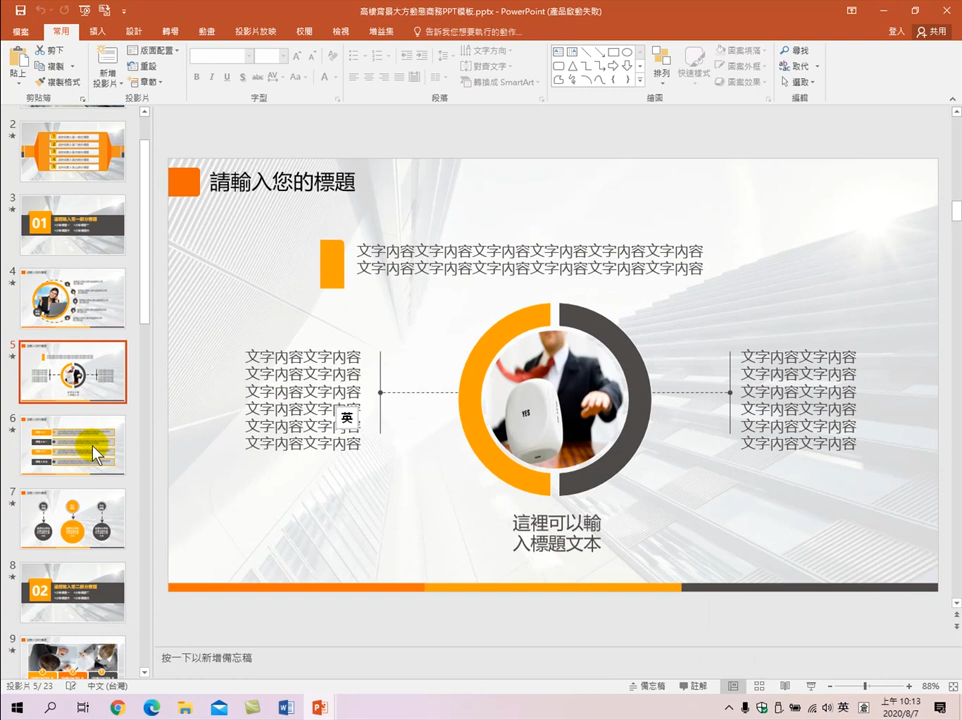 高樓背景大方動態商務PPT模板.pptx - PowerPoint (產品啟動失敗)
檔案 常用 插入 設計 轉場 動畫 投影片放映 校閱 檢視 增益集 告訴我您想要執行的動作... 登入 共用
剪下
複製
複製格式
貼上
剪貼簿
新增
投影片
版面配置
重設
章節
投影片
B I U S abc AV Aa A
字型
文字方向
對齊文字
轉換成 SmartArt
段落
排列
快速樣式
圖案填滿
圖案外框
圖案效果
繪圖
尋找
取代
選取
編輯
2
3
01
4
5
6
7
8
02
9
請輸入您的標題
文字內容文字內容文字內容文字內容文字內容文字內容
文字內容文字內容文字內容文字內容文字內容文字內容
文字內容文字內容
文字內容文字內容
文字內容文字內容
文字內容文字內容
文字內容文字內容
文字內容文字內容
英
文字內容文字內容
文字內容文字內容
文字內容文字內容
文字內容文字內容
文字內容文字內容
文字內容文字內容
這裡可以輸
入標題文本
按一下以新增備忘稿
投影片 5/23 中文 (台灣) 備忘稿 註解 88%
英
上午 10:13
2020/8/7